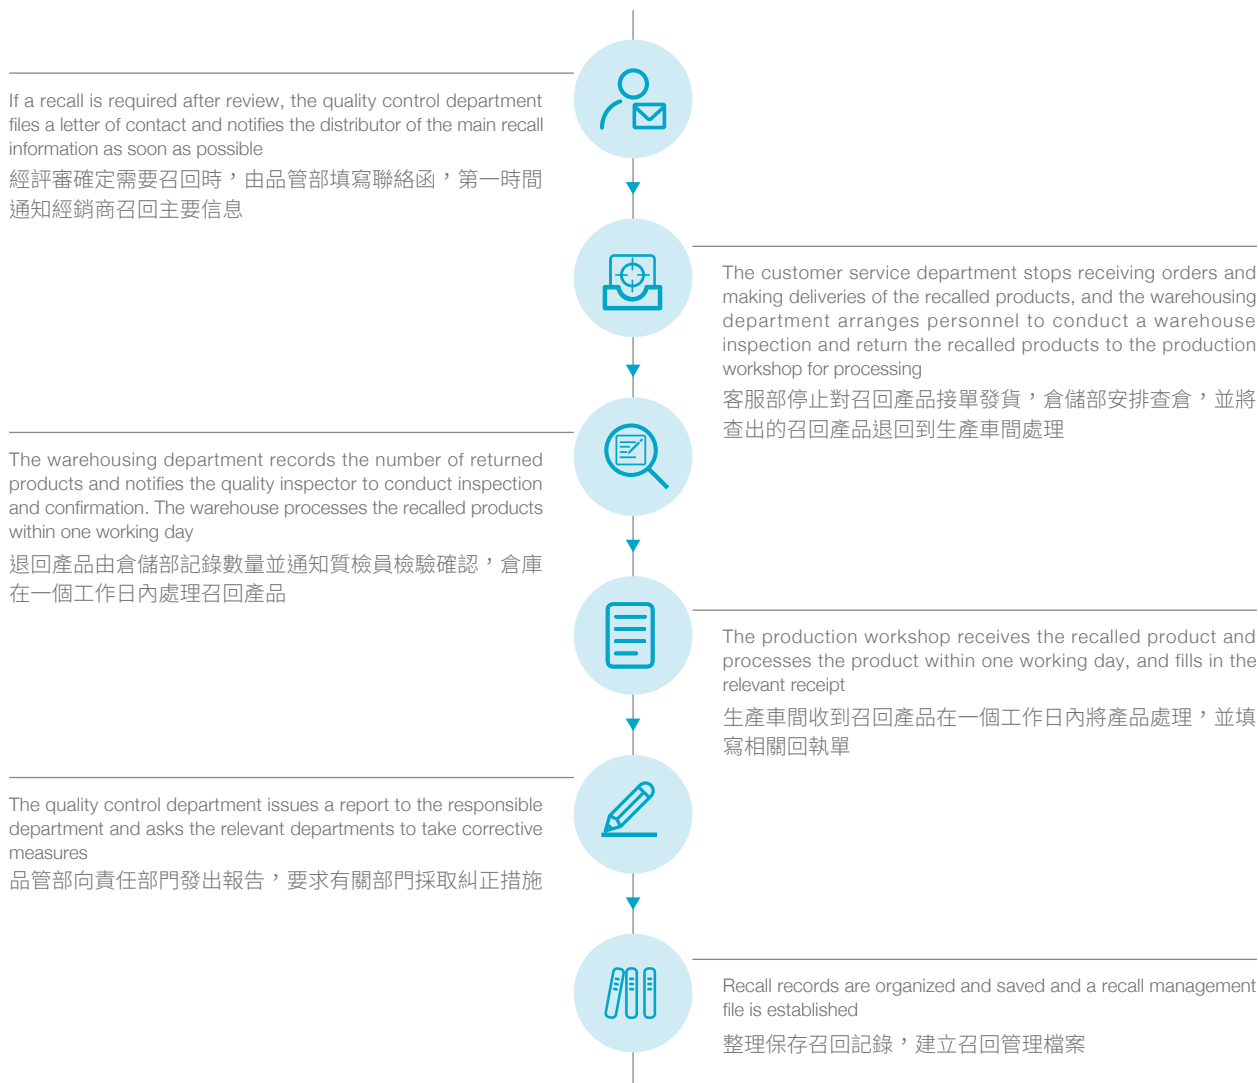 If a recall is required after review, the quality control department
files a letter of contact and notifies the distributor of the main recall
information as soon as possible
經評審確定需要召回時，由品管部填寫聯絡函，第一時間
通知經銷商召回主要信息
The customer service department stops receiving orders and
making deliveries of the recalled products, and the warehousing
department arranges personnel to conduct a warehouse
inspection and return the recalled products to the production
workshop for processing
客服部停止對召回產品接單發貨，倉儲部安排查倉，並將
查出的召回產品退回到生產車間處理
The warehousing department records the number of returned
products and notifies the quality inspector to conduct inspection
and confirmation. The warehouse processes the recalled products
within one working day
退回產品由倉儲部記錄數量並通知質檢員檢驗確認，倉庫
在一個工作日內處理召回產品
The production workshop receives the recalled product and
processes the product within one working day, and fills in the
relevant receipt
生產車間收到召回產品在一個工作日內將產品處理，並填
寫相關回執單
The quality control department issues a report to the responsible
department and asks the relevant departments to take corrective
measures
品管部向責任部門發出報告，要求有關部門採取糾正措施
Recall records are organized and saved and a recall management
file is established
整理保存召回記錄，建立召回管理檔案